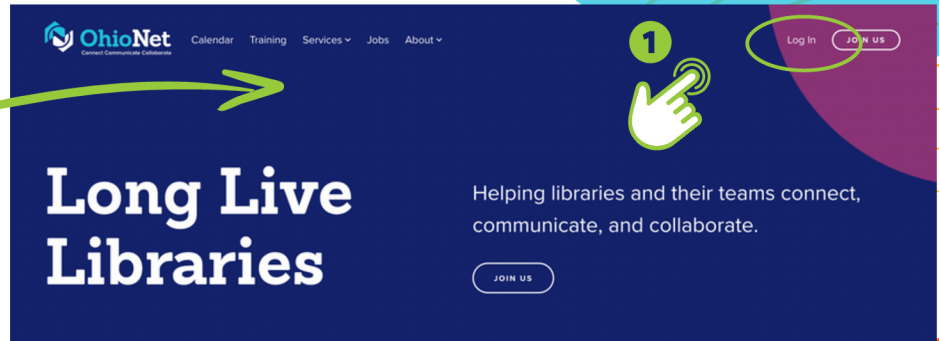 OhioNet
Connect Communicate Collaborate
Calendar Training Services Jobs About
1
Log In JOIN US
Long Live
Libraries
Helping libraries and their teams connect,
communicate, and collaborate.
JOIN US